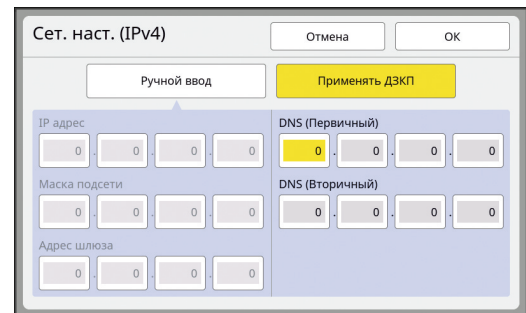 Сет. наст. (IPv4)
Отмена
ОК
Ручной ввод
Применять ДЗКП
IP адрес
0 . 0 . 0 . 0
Маска подсети
0 . 0 . 0 . 0
Адрес шлюза
0 . 0 . 0 . 0
DNS (Первичный)
0 . 0 . 0 . 0
DNS (Вторичный)
0 . 0 . 0 . 0